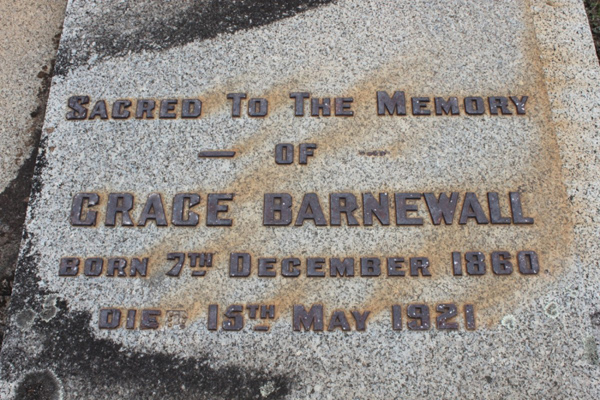 Sacred To The Memory
— OF —
GRACE BARNEWALL
BORN 7TH DECEMBER 1860.
DIED 15TH MAY 1921